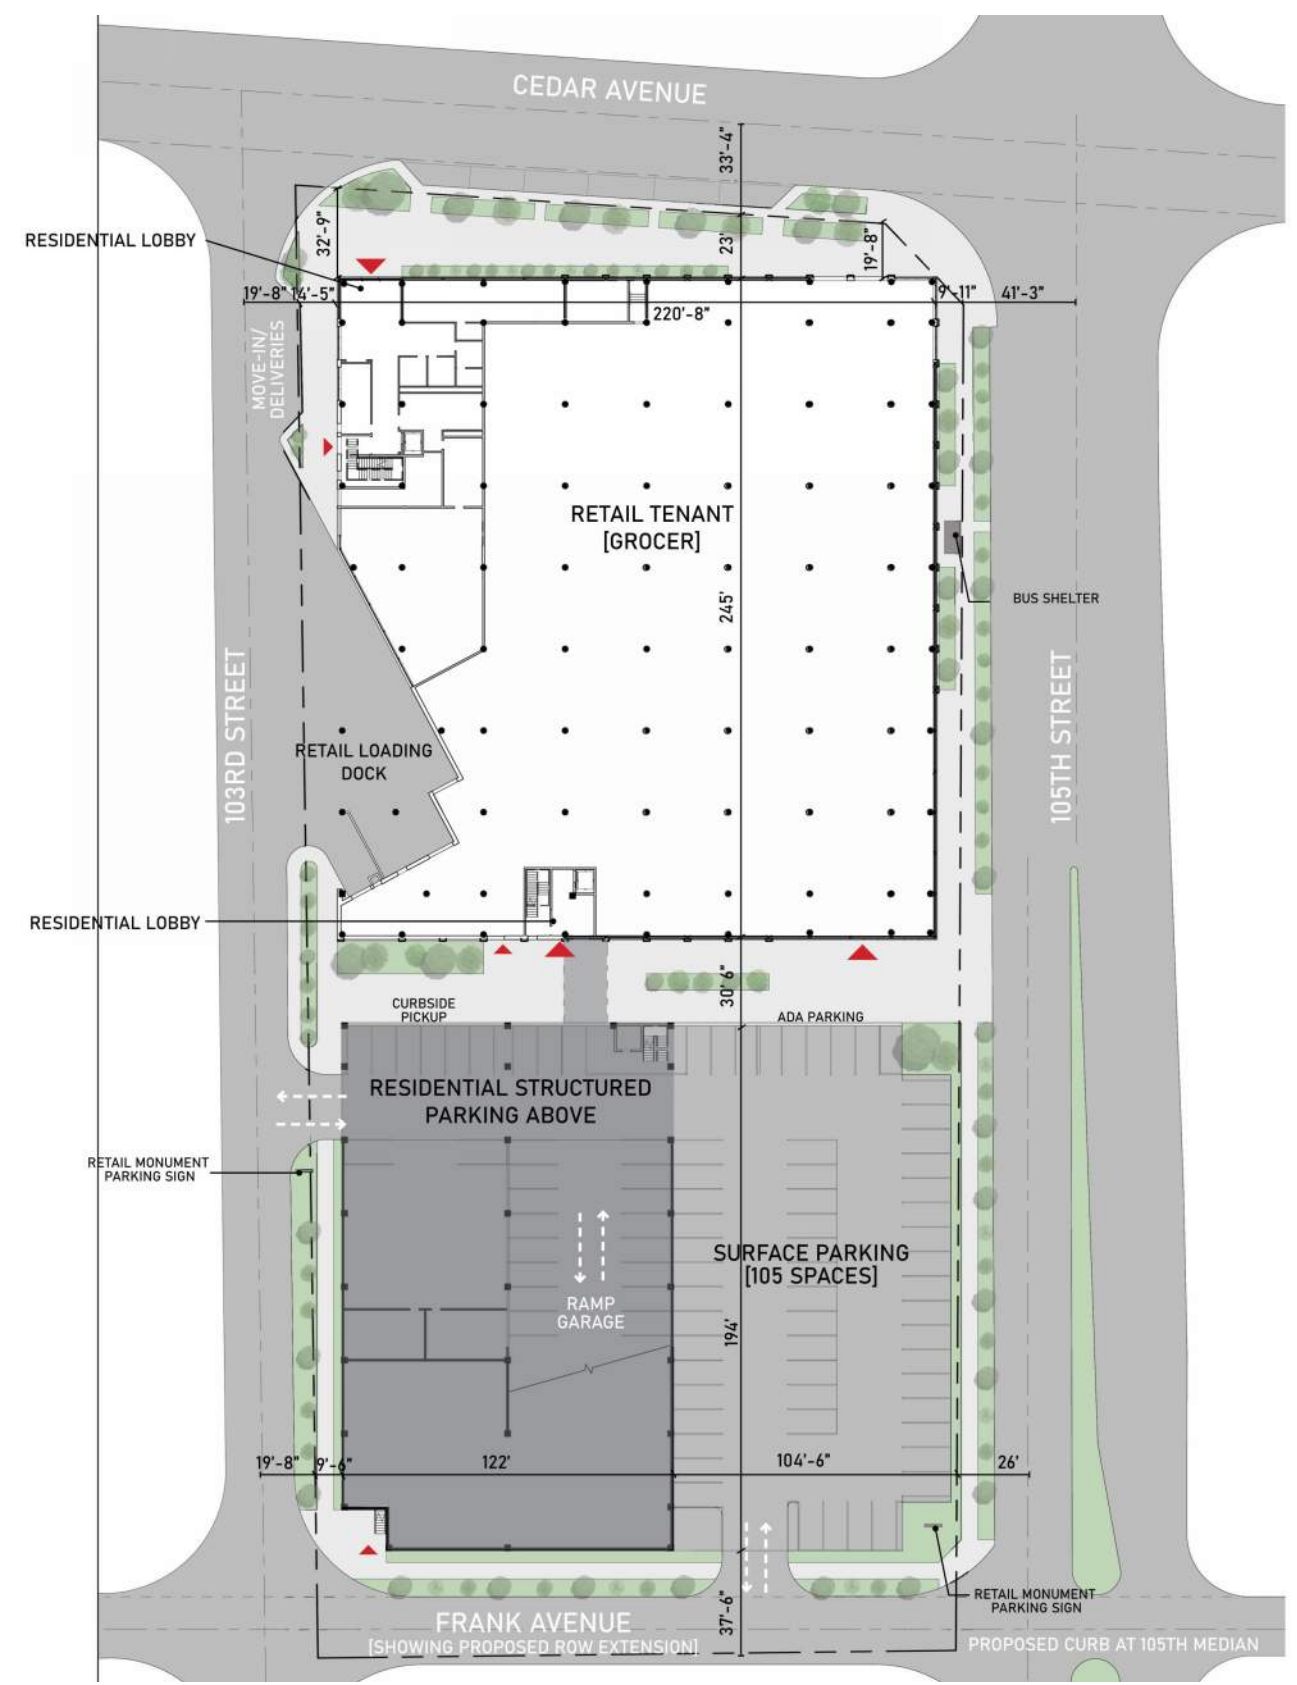 CEDAR AVENUE
33'-4"
RESIDENTIAL LOBBY
32'-9"
23'
19'-8"
19'-8"
14'-5"
220'-8"
9'-11"
41'-3"
MOVE-IN/
DELIVERIES
RETAIL TENANT
[GROCER]
245'
BUS SHELTER
103RD STREET
105TH STREET
RETAIL LOADING
DOCK
RESIDENTIAL LOBBY
30' 6"
CURBSIDE
PICKUP
ADA PARKING
RESIDENTIAL STRUCTURED
PARKING ABOVE
RETAIL MONUMENT
PARKING SIGN
SURFACE PARKING
[105 SPACES]
RAMP
GARAGE
194'
19'-8"
9'-6"
122'
104'-6"
26'
RETAIL MONUMENT
PARKING SIGN
37'-6"
FRANK AVENUE
[SHOWING PROPOSED ROW EXTENSION]
PROPOSED CURB AT 105TH MEDIAN